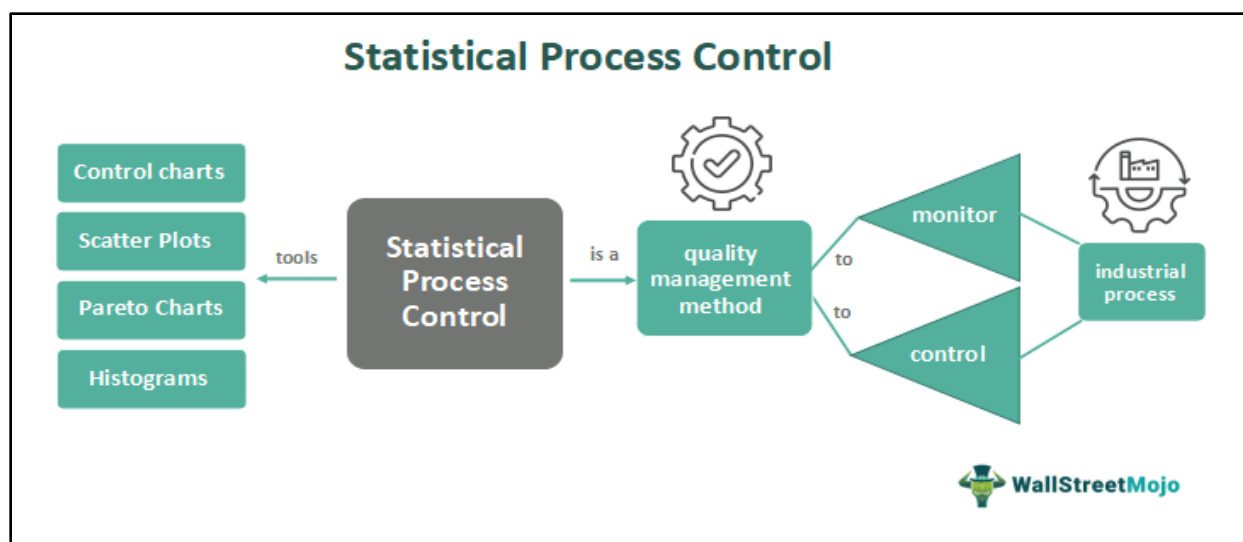 Statistical Process Control
Control charts
Scatter Plots
Pareto Charts
Histograms
tools
Statistical
Process
Control
is a
quality
management
method
to
to
monitor
control
industrial
process
WallStreetMojo